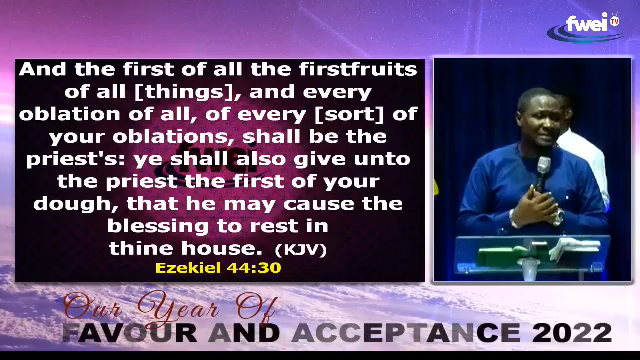 fwei TV
And the first of all the firstfruits
of all [things], and every
oblation of all, of every [sort] of
your oblations, shall be the
priest's: ye shall also give unto
the priest the first of your
dough, that he may cause the
blessing to rest in
thine house. (KJV)
Ezekiel 44:30
Our Year Of
FAVOUR AND ACCEPTANCE 2022